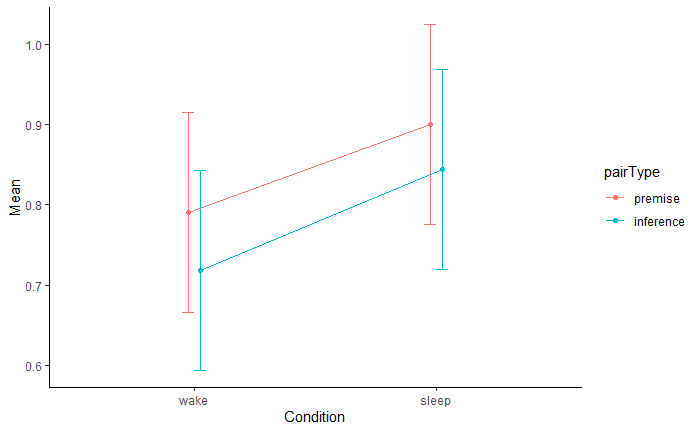 1.0
0.9
0.8
0.7
0.6
Mean
wake
sleep
Condition
pairType
premise
inference